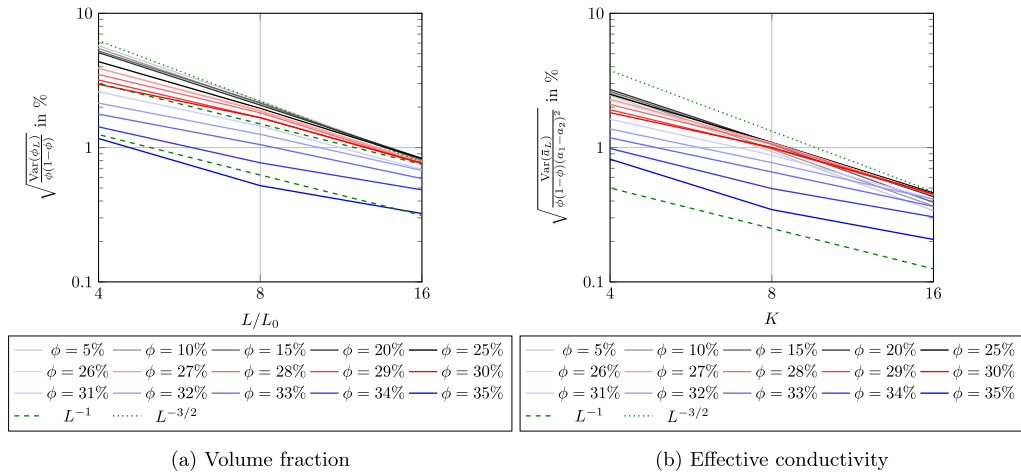 10
1
0.1
4
8
16
L/L₀
√(Var(ϕ_L)/(ϕ(1−ϕ))) in %
ϕ = 5% ϕ = 10% ϕ = 15% ϕ = 20% ϕ = 25%
ϕ = 26% ϕ = 27% ϕ = 28% ϕ = 29% ϕ = 30%
ϕ = 31% ϕ = 32% ϕ = 33% ϕ = 34% ϕ = 35%
L⁻¹ L⁻³/²
(a) Volume fraction
10
1
0.1
4
8
16
K
√(Var(ā_L)/(ϕ(1−ϕ)(a₁−a₂)²)) in %
ϕ = 5% ϕ = 10% ϕ = 15% ϕ = 20% ϕ = 25%
ϕ = 26% ϕ = 27% ϕ = 28% ϕ = 29% ϕ = 30%
ϕ = 31% ϕ = 32% ϕ = 33% ϕ = 34% ϕ = 35%
L⁻¹ L⁻³/²
(b) Effective conductivity